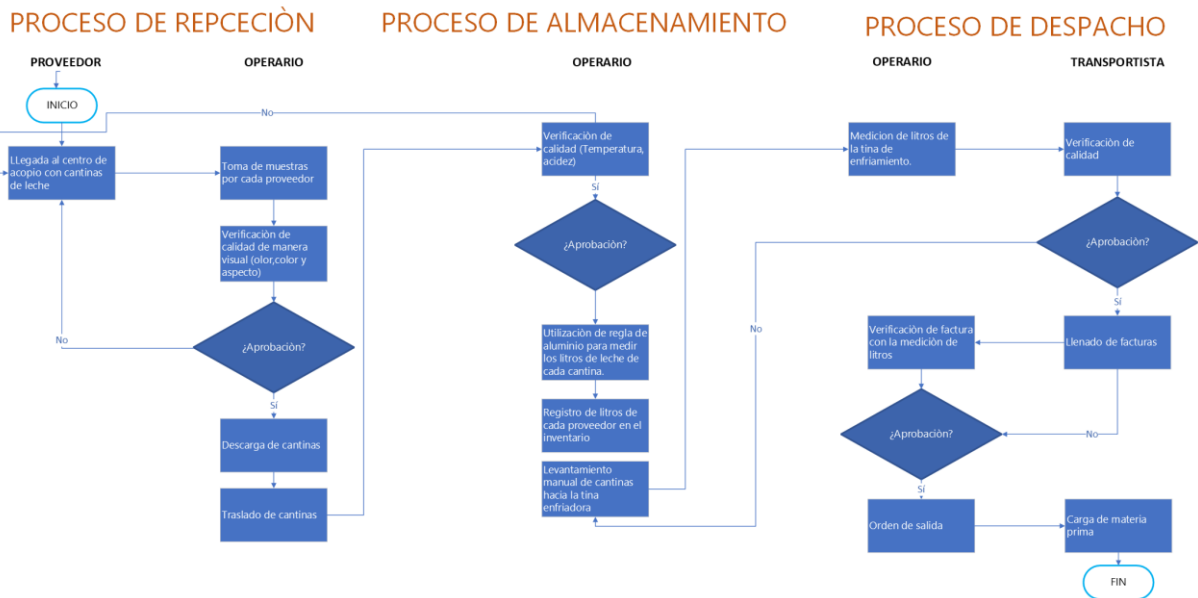 PROCESO DE REPCECIÒN
PROVEEDOR
OPERARIO
INICIO
LLegada al centro de
acopio con cantinas
de leche
Toma de muestras
por cada proveedor
Verificaciòn de
calidad de manera
visual (olor,color y
aspecto)
¿Aprobaciòn?
No
Sí
Descarga de cantinas
Traslado de cantinas
PROCESO DE ALMACENAMIENTO
OPERARIO
No
Verificaciòn de
calidad (Temperatura,
acidez)
Sí
¿Aprobaciòn?
Utilizaciòn de regla de
aluminio para medir
los litros de leche de
cada cantina.
Registro de litros de
cada proveedor en el
inventario
Levantamiento
manual de cantinas
hacia la tina
enfriadora
PROCESO DE DESPACHO
OPERARIO
TRANSPORTISTA
Medicion de litros de
la tina de
enfriamiento.
Verificaciòn de
calidad
¿Aprobaciòn?
No
Sí
Llenado de facturas
Verificaciòn de factura
con la mediciòn de
litros
¿Aprobaciòn?
No
Sí
Orden de salida
Carga de materia
prima
FIN